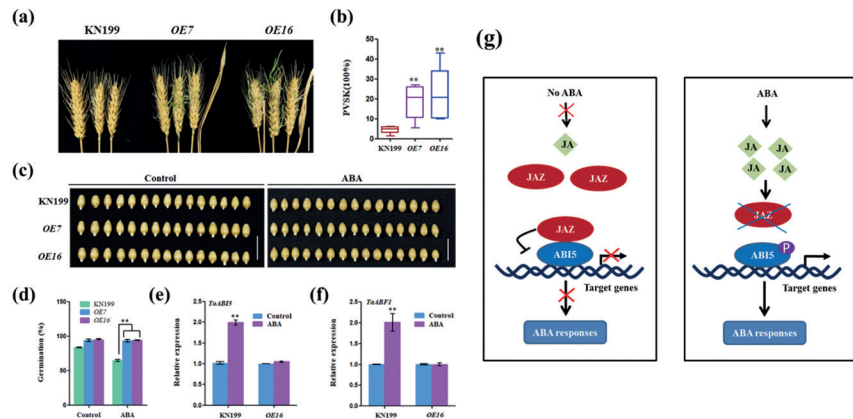 (a)
KN199 OE7 OE16
(b)
PVSK(100%)
50
40
30
20
10
0
** **
KN199 OE7 OE16
(c)
Control ABA
KN199
OE7
OE16
(d)
Germination (%)
150
100
50
0
KN199
OE7
OE16
**
Control ABA
(e)
Relative expression
2.5
2.0
1.5
1.0
0.5
0.0
TaABI5
**
Control
ABA
KN199 OE16
(f)
Relative expression
2.5
2.0
1.5
1.0
0.5
0.0
TaABF1
**
Control
ABA
KN199 OE16
(g)
No ABA
JA
JAZ JAZ
JAZ
ABI5
Target genes
ABA responses
ABA
JA JA
JA JA
JAZ
ABI5 P
Target genes
ABA responses